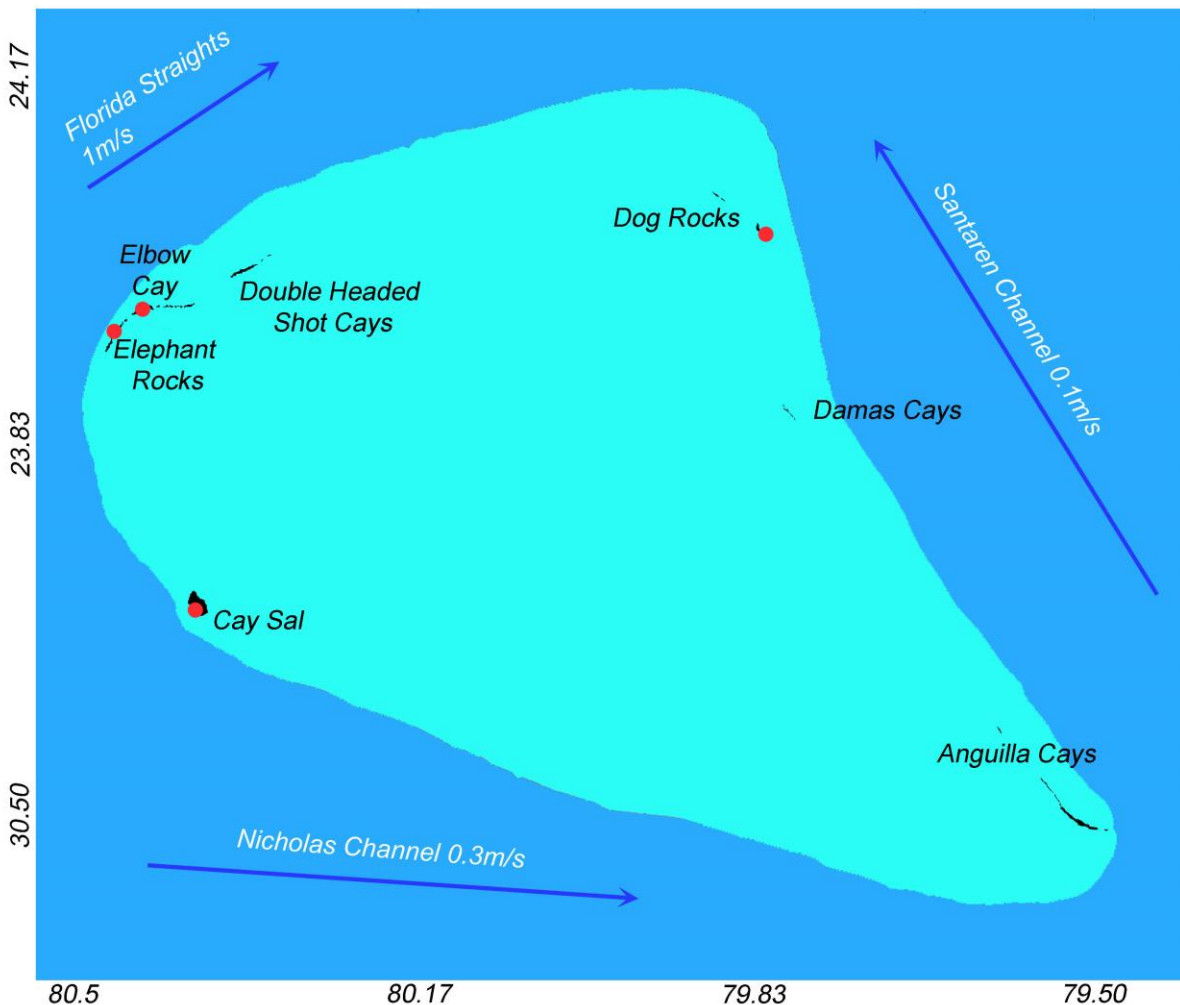 24.17
Florida Straights
1m/s
Dog Rocks
Santaren Channel 0.1m/s
Elbow
Cay
Double Headed
Shot Cays
Elephant
Rocks
23.83
Damas Cays
Cay Sal
Anguilla Cays
30.50
Nicholas Channel 0.3m/s
80.5
80.17
79.83
79.50